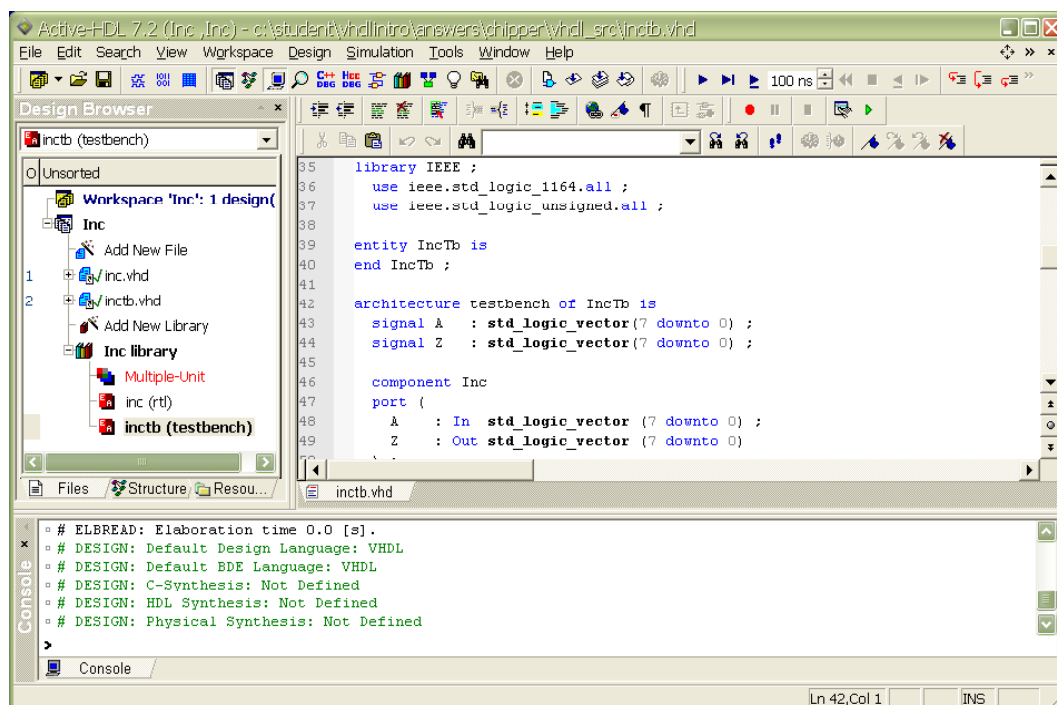 Active-HDL 7.2 (Inc ,Inc) - c:\student\vhdlintro\answers\chipper\vhdl_src\inctb.vhd
File Edit Search View Workspace Design Simulation Tools Window Help
C++ DBG HCC DBG 100 ns
Design Browser
inctb (testbench)
O Unsorted
Workspace 'Inc': 1 design(
Inc
Add New File
1 inc.vhd
2 inctb.vhd
Add New Library
Inc library
Multiple-Unit
inc (rtl)
inctb (testbench)
Files Structure Resou...
35 library IEEE ;
36 use ieee.std_logic_1164.all ;
37 use ieee.std_logic_unsigned.all ;
38
39 entity IncTb is
40 end IncTb ;
41
42 architecture testbench of IncTb is
43 signal A : std_logic_vector(7 downto 0) ;
44 signal Z : std_logic_vector(7 downto 0) ;
45
46 component Inc
47 port (
48 A : In std_logic_vector (7 downto 0) ;
49 Z : Out std_logic_vector (7 downto 0)
inctb.vhd
# ELBREAD: Elaboration time 0.0 [s].
# DESIGN: Default Design Language: VHDL
# DESIGN: Default BDE Language: VHDL
# DESIGN: C-Synthesis: Not Defined
# DESIGN: HDL Synthesis: Not Defined
# DESIGN: Physical Synthesis: Not Defined
>
Console
Console
Ln 42,Col 1 INS